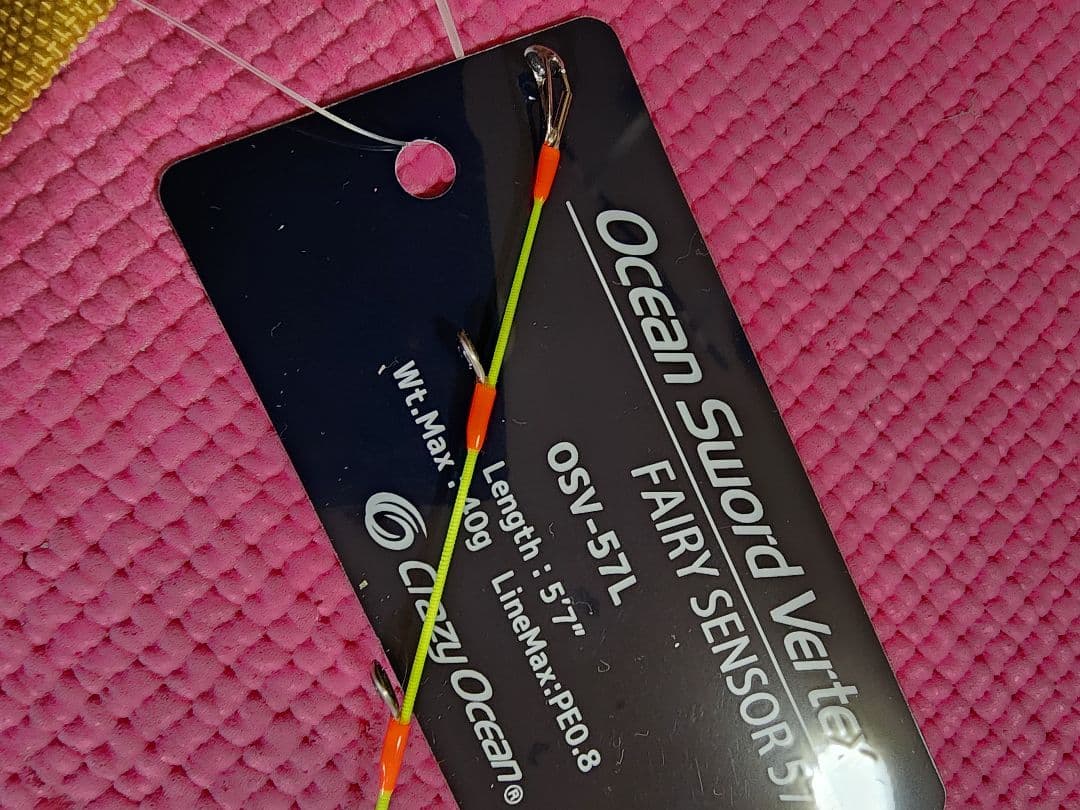 Ocean Sword Vertex
FAIRY SENSOR
OSV-57L
Length : 5'7"
Wt.Max : 40g LineMax:PE0.8
Crazy Ocean®